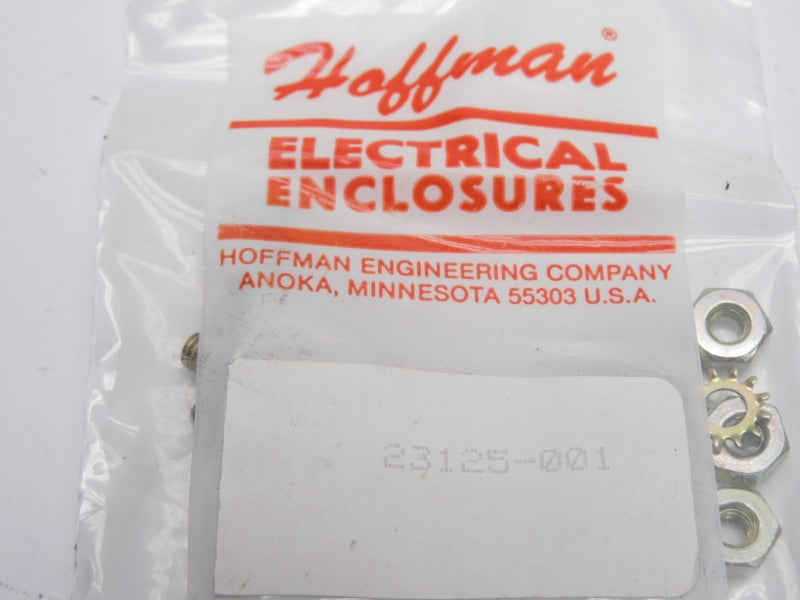 Hoffman®
ELECTRICAL
ENCLOSURES
HOFFMAN ENGINEERING COMPANY
ANOKA, MINNESOTA 55303 U.S.A.
23125-001